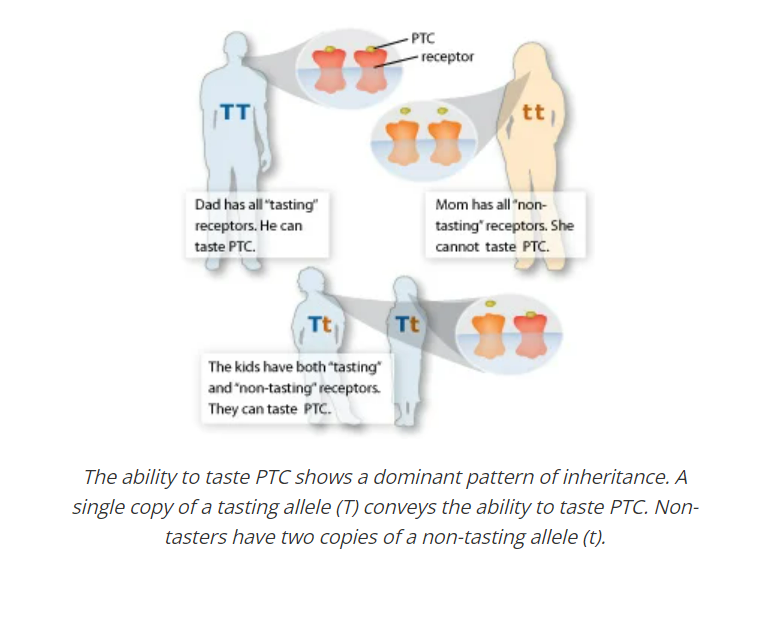 PTC
receptor
TT
tt
Dad has all "tasting"
receptors. He can
taste PTC.
Mom has all "non-
tasting" receptors. She
cannot taste PTC.
Tt
Tt
The kids have both "tasting"
and "non-tasting" receptors.
They can taste PTC.
The ability to taste PTC shows a dominant pattern of inheritance. A
single copy of a tasting allele (T) conveys the ability to taste PTC. Non-
tasters have two copies of a non-tasting allele (t).